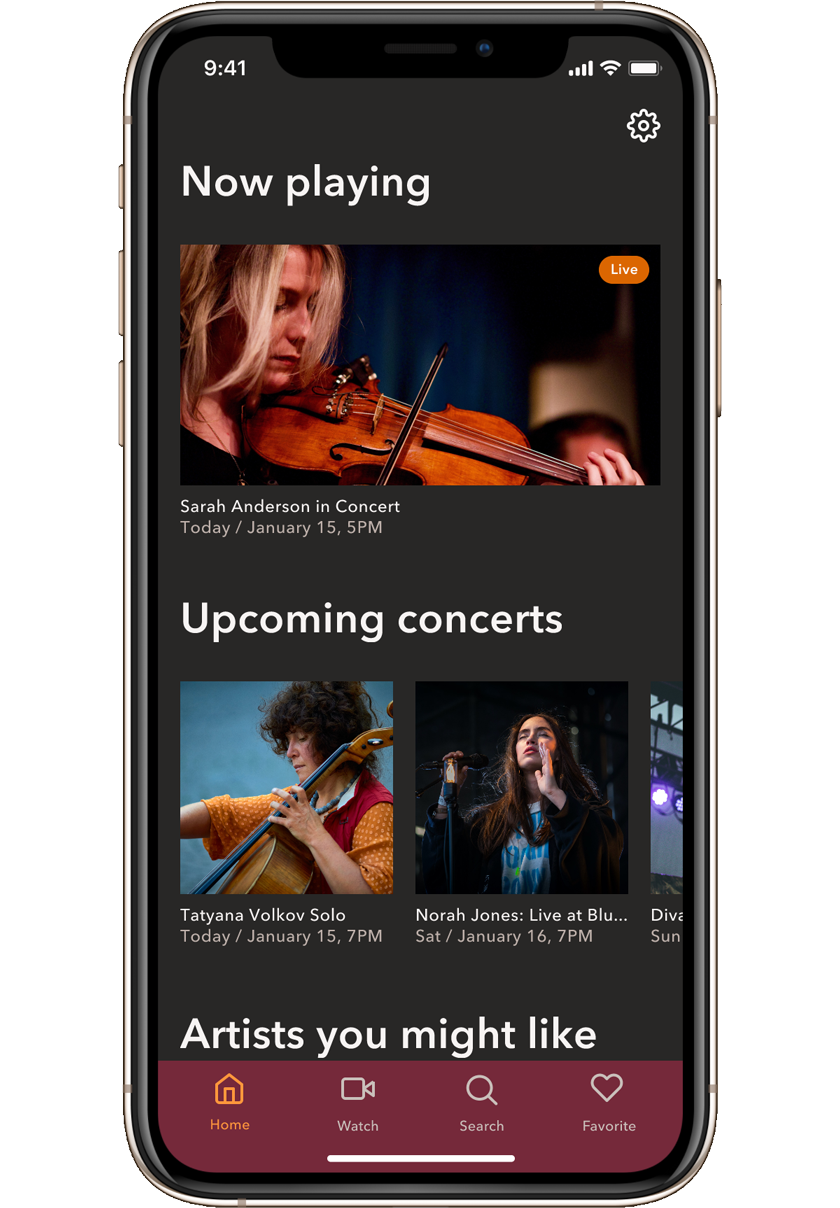 9:41
Now playing
Live
Sarah Anderson in Concert
Today / January 15, 5PM
Upcoming concerts
Tatyana Volkov Solo
Norah Jones: Live at Blu...
Diva
Today / January 15, 7PM
Sat / January 16, 7PM
Sun
Artists you might like
Home
Watch
Search
Favorite